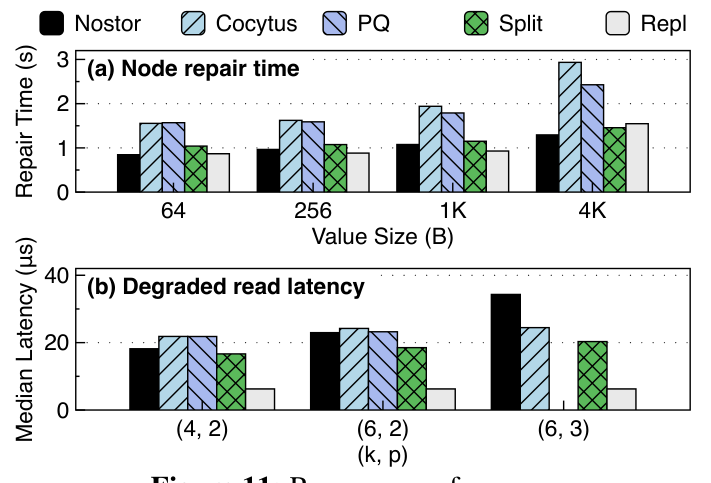 Nostor Cocytus PQ Split Repl
(a) Node repair time
Repair Time (s)
3
2
1
0
64 256 1K 4K
Value Size (B)
(b) Degraded read latency
Median Latency (μs)
40
20
0
(4, 2) (6, 2) (6, 3)
(k, p)